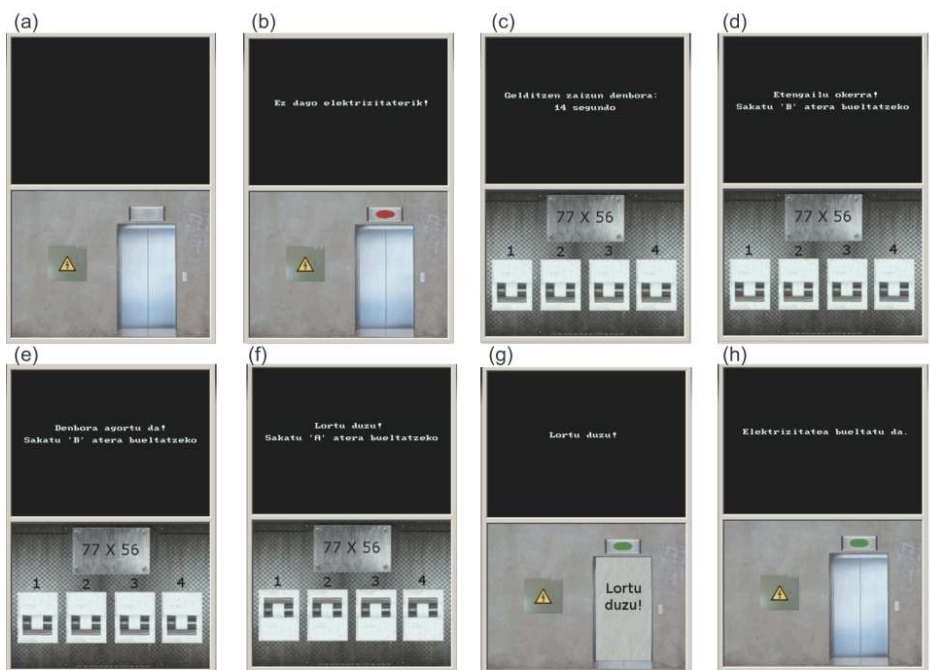 (a)
(b)
Ez dago elektrizitaterik!
(c)
Gelditzen zaizun denbora:
14 segundo
77 X 56
1 2 3 4
(d)
Etengailu okerra!
Sakatu 'B' atera bueltatzeko
77 X 56
1 2 3 4
(e)
Denbora agortu da!
Sakatu 'B' atera bueltatzeko
77 X 56
1 2 3 4
(f)
Lortu duzu!
Sakatu 'A' atera bueltatzeko
77 X 56
1 2 3 4
(g)
Lortu duzu!
Lortu
duzu!
(h)
Elektrizitatea bueltatu da.